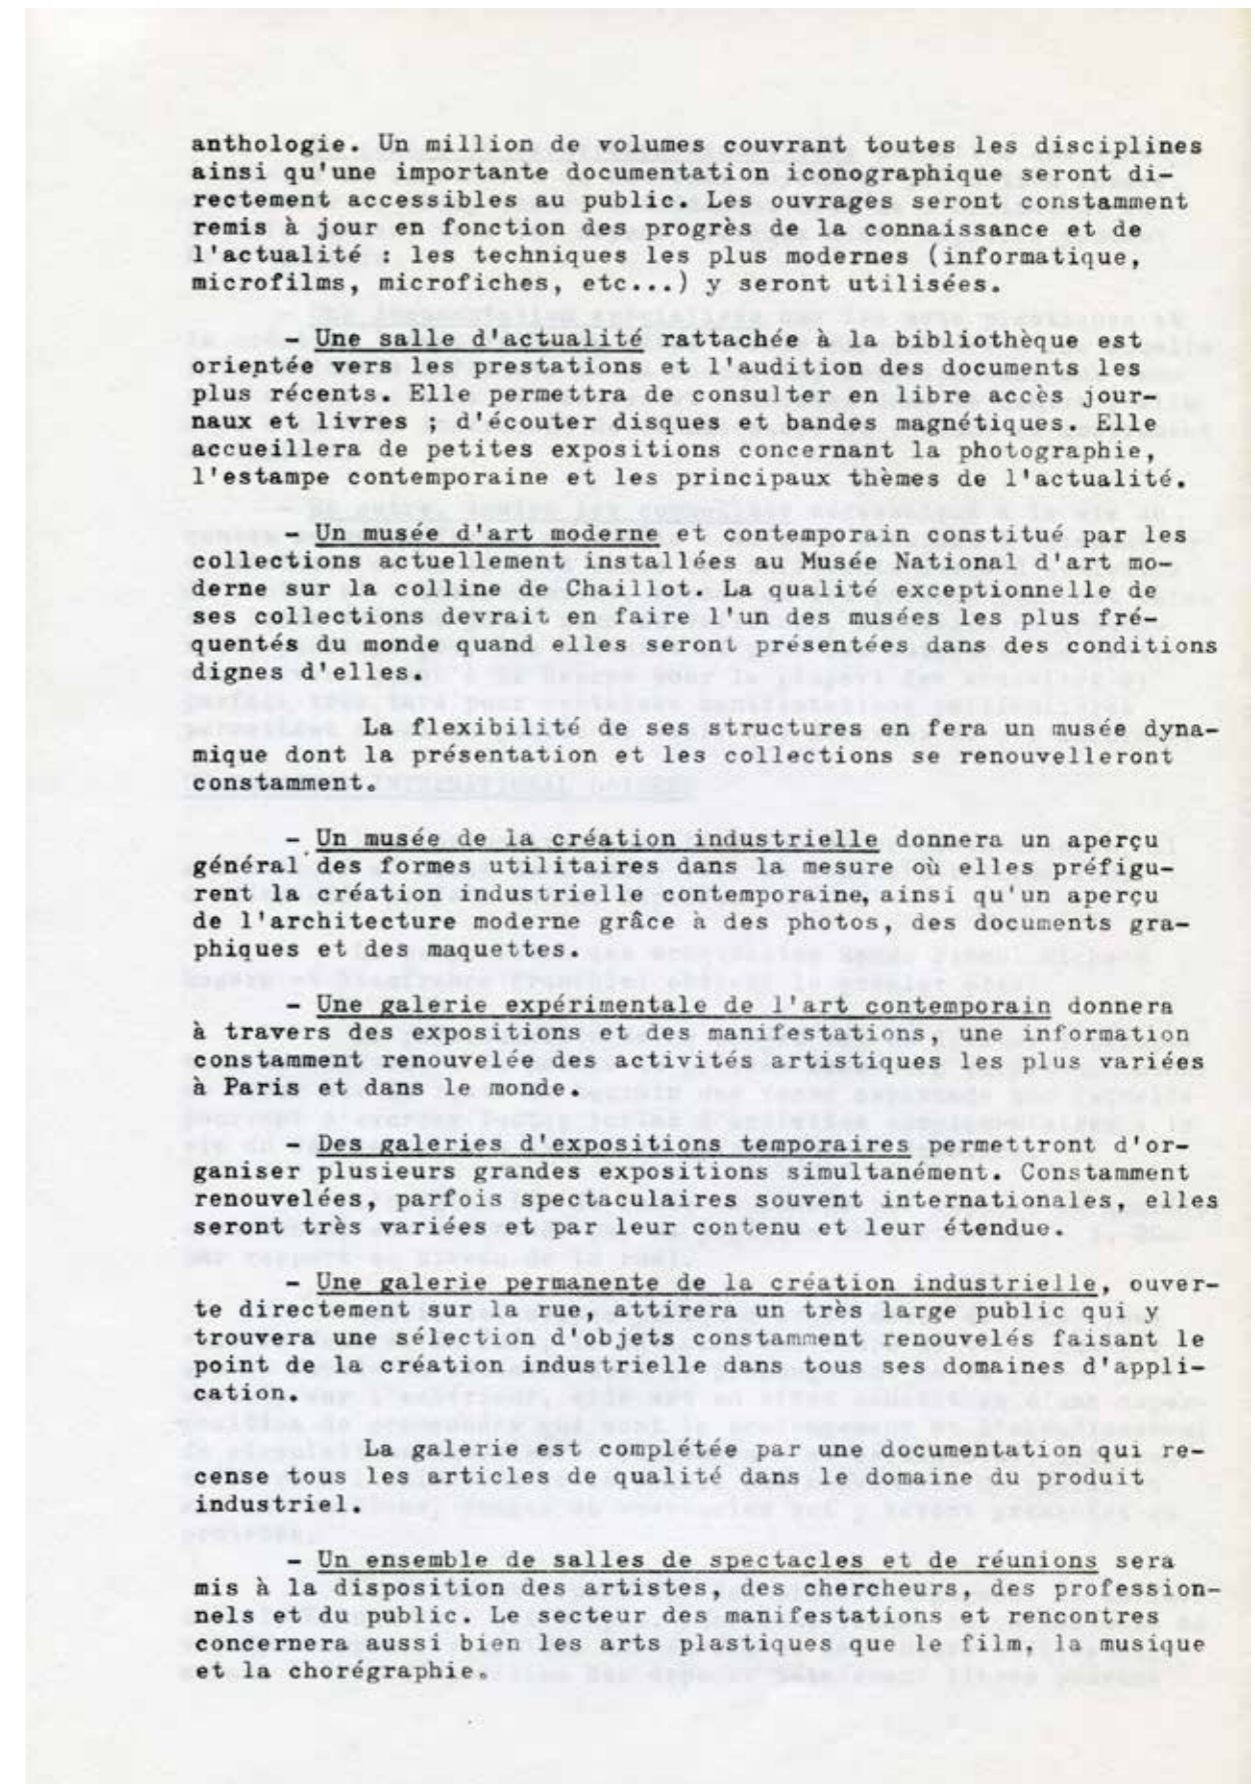 anthologie. Un million de volumes couvrant toutes les disciplines
ainsi qu'une importante documentation iconographique seront di-
rectement accessibles au public. Les ouvrages seront constamment
remis à jour en fonction des progrès de la connaissance et de
l'actualité : les techniques les plus modernes (informatique,
microfilms, microfiches, etc...) y seront utilisées.
- Une salle d'actualité rattachée à la bibliothèque est
orientée vers les prestations et l'audition des documents les
plus récents. Elle permettra de consulter en libre accès jour-
naux et livres ; d'écouter disques et bandes magnétiques. Elle
accueillera de petites expositions concernant la photographie,
l'estampe contemporaine et les principaux thèmes de l'actualité.
- Un musée d'art moderne et contemporain constitué par les
collections actuellement installées au Musée National d'art mo-
derne sur la colline de Chaillot. La qualité exceptionnelle de
ses collections devrait en faire l'un des musées les plus fré-
quentés du monde quand elles seront présentées dans des conditions
dignes d'elles.
La flexibilité de ses structures en fera un musée dyna-
mique dont la présentation et les collections se renouvelleront
constamment.
- Un musée de la création industrielle donnera un aperçu
général des formes utilitaires dans la mesure où elles préfigu-
rent la création industrielle contemporaine, ainsi qu'un aperçu
de l'architecture moderne grâce à des photos, des documents gra-
phiques et des maquettes.
- Une galerie expérimentale de l'art contemporain donnera
à travers des expositions et des manifestations, une information
constamment renouvelée des activités artistiques les plus variées
à Paris et dans le monde.
- Des galeries d'expositions temporaires permettront d'or-
ganiser plusieurs grandes expositions simultanément. Constamment
renouvelées, parfois spectaculaires souvent internationales, elles
seront très variées et par leur contenu et leur étendue.
- Une galerie permanente de la création industrielle, ouver-
te directement sur la rue, attirera un très large public qui y
trouvera une sélection d'objets constamment renouvelés faisant le
point de la création industrielle dans tous ses domaines d'appli-
cation.
La galerie est complétée par une documentation qui re-
cense tous les articles de qualité dans le domaine du produit
industriel.
- Un ensemble de salles de spectacles et de réunions sera
mis à la disposition des artistes, des chercheurs, des profession-
nels et du public. Le secteur des manifestations et rencontres
concernera aussi bien les arts plastiques que le film, la musique
et la chorégraphie.